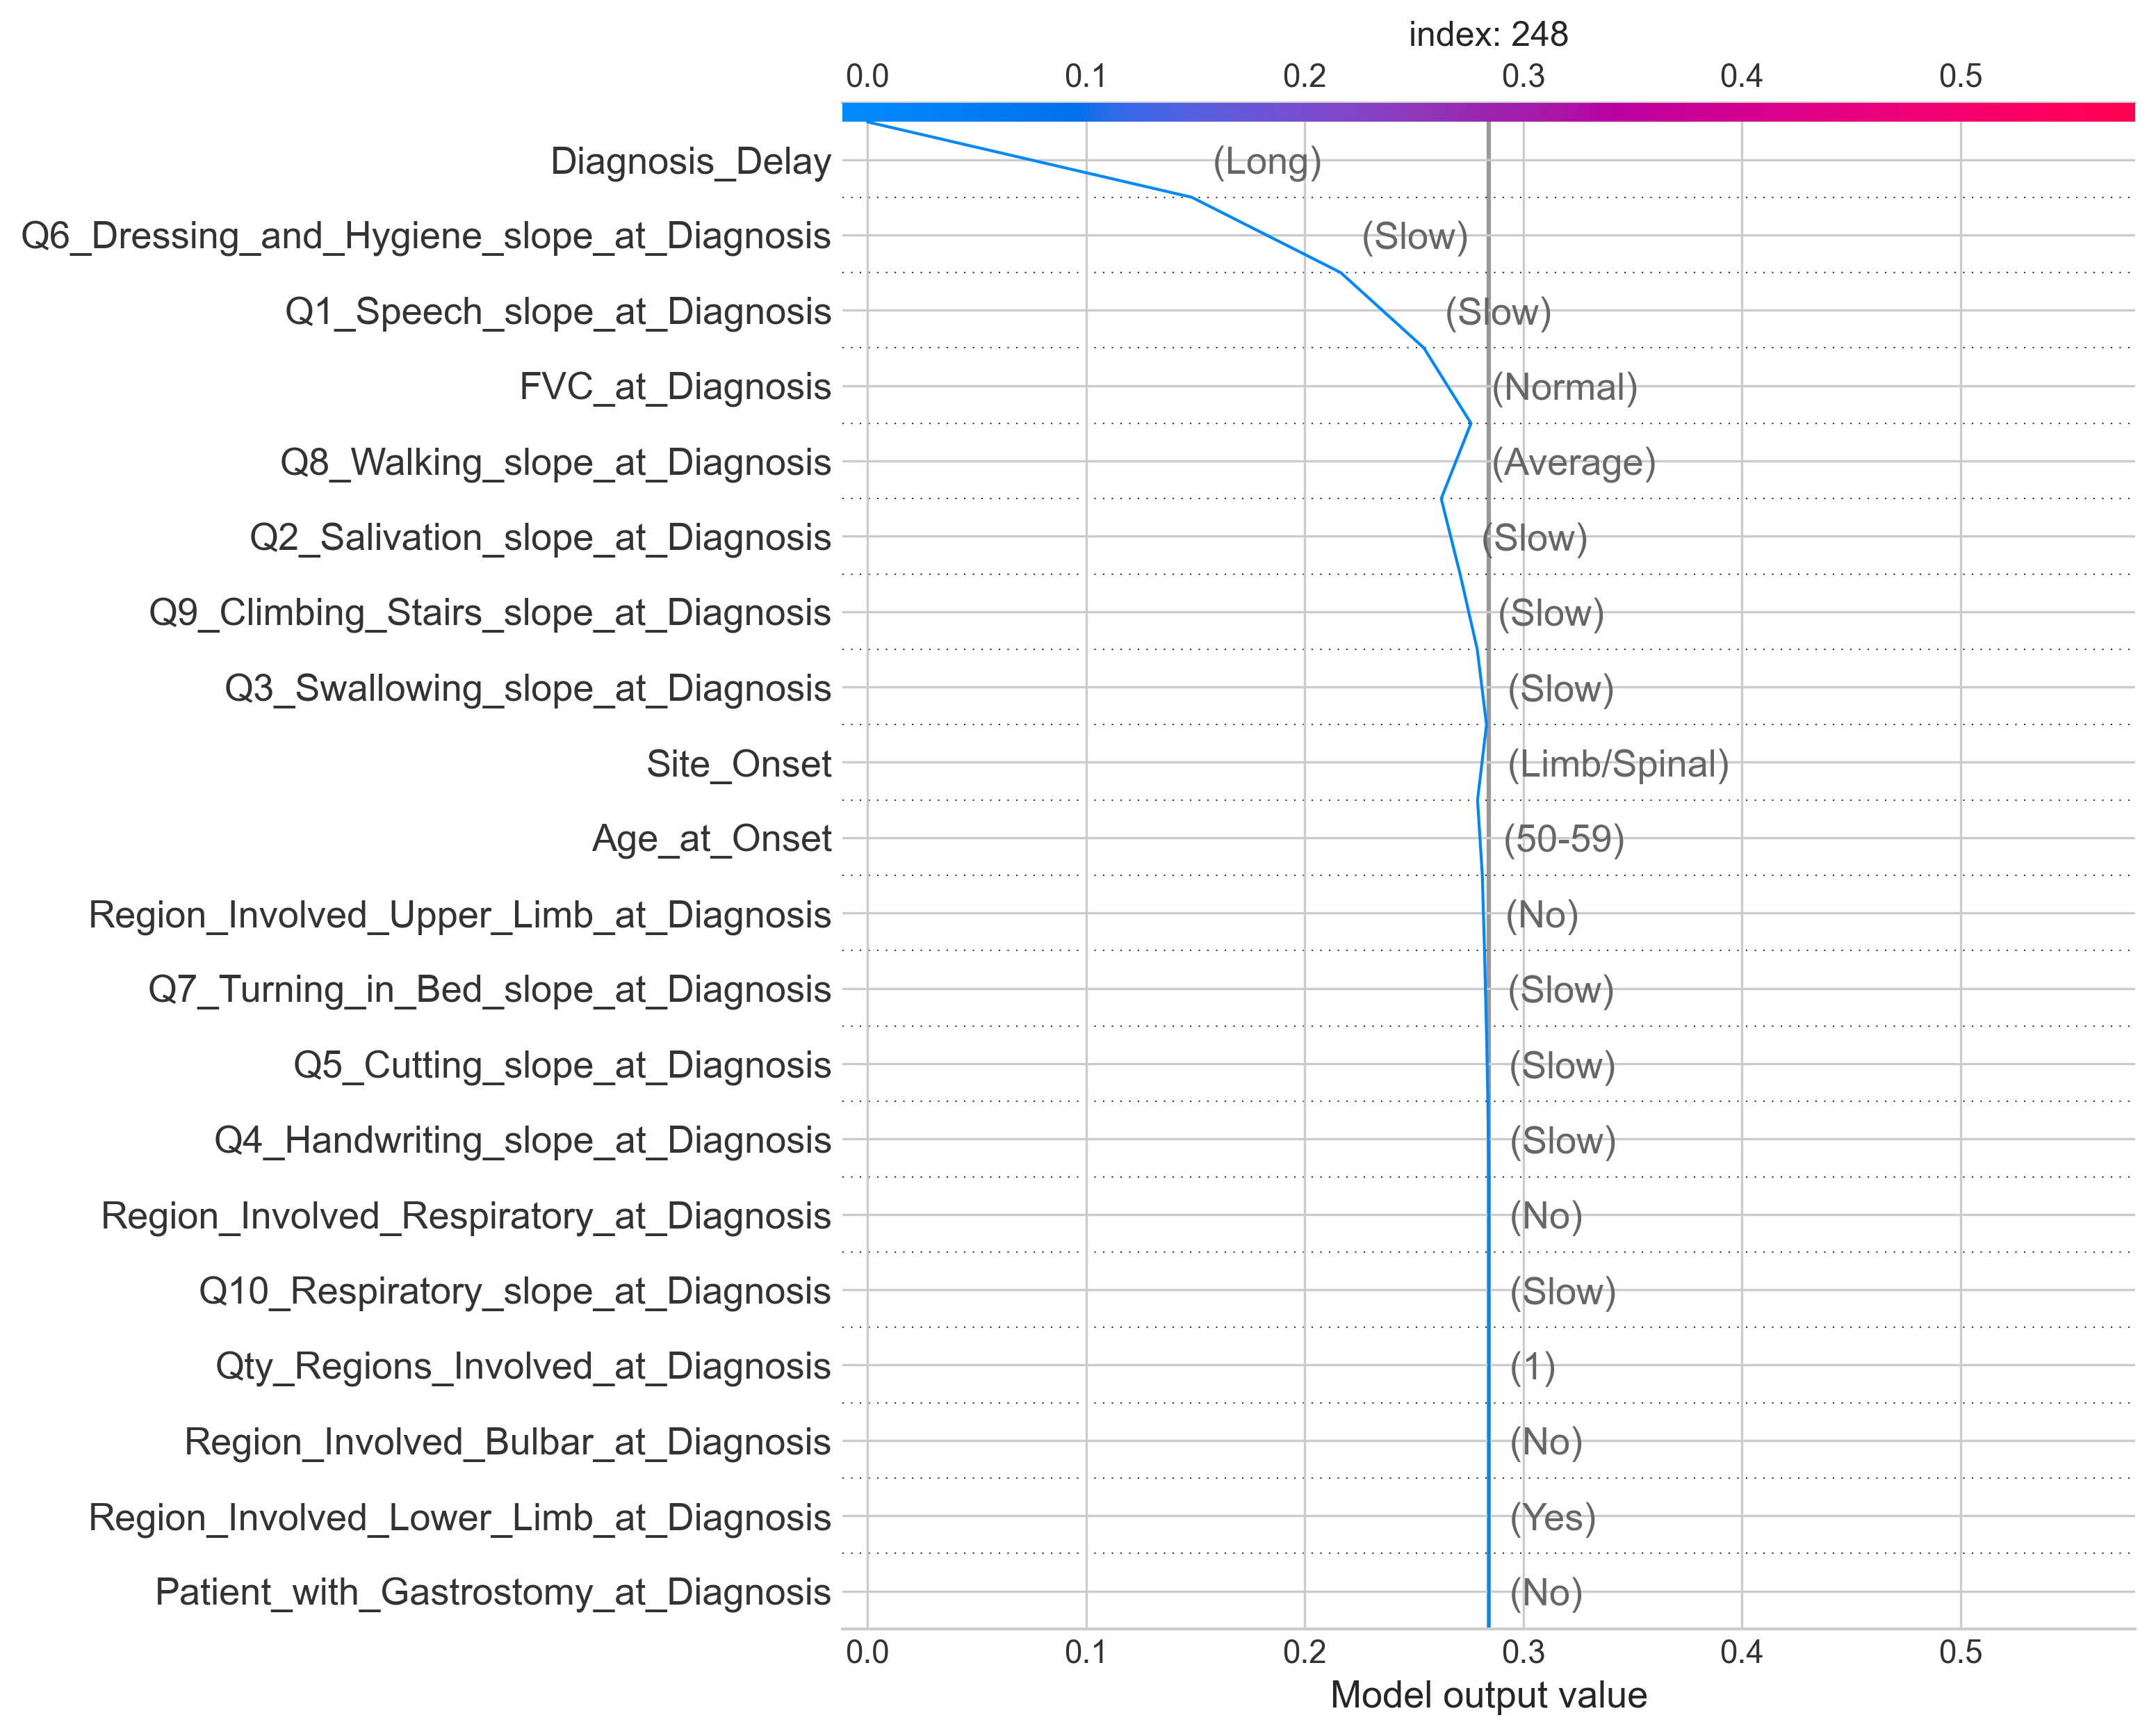 index: 248
0.0 0.1 0.2 0.3 0.4 0.5
Diagnosis_Delay (Long)
Q6_Dressing_and_Hygiene_slope_at_Diagnosis (Slow)
Q1_Speech_slope_at_Diagnosis (Slow)
FVC_at_Diagnosis (Normal)
Q8_Walking_slope_at_Diagnosis (Average)
Q2_Salivation_slope_at_Diagnosis (Slow)
Q9_Climbing_Stairs_slope_at_Diagnosis (Slow)
Q3_Swallowing_slope_at_Diagnosis (Slow)
Site_Onset (Limb/Spinal)
Age_at_Onset (50-59)
Region_Involved_Upper_Limb_at_Diagnosis (No)
Q7_Turning_in_Bed_slope_at_Diagnosis (Slow)
Q5_Cutting_slope_at_Diagnosis (Slow)
Q4_Handwriting_slope_at_Diagnosis (Slow)
Region_Involved_Respiratory_at_Diagnosis (No)
Q10_Respiratory_slope_at_Diagnosis (Slow)
Qty_Regions_Involved_at_Diagnosis (1)
Region_Involved_Bulbar_at_Diagnosis (No)
Region_Involved_Lower_Limb_at_Diagnosis (Yes)
Patient_with_Gastrostomy_at_Diagnosis (No)
0.0 0.1 0.2 0.3 0.4 0.5
Model output value